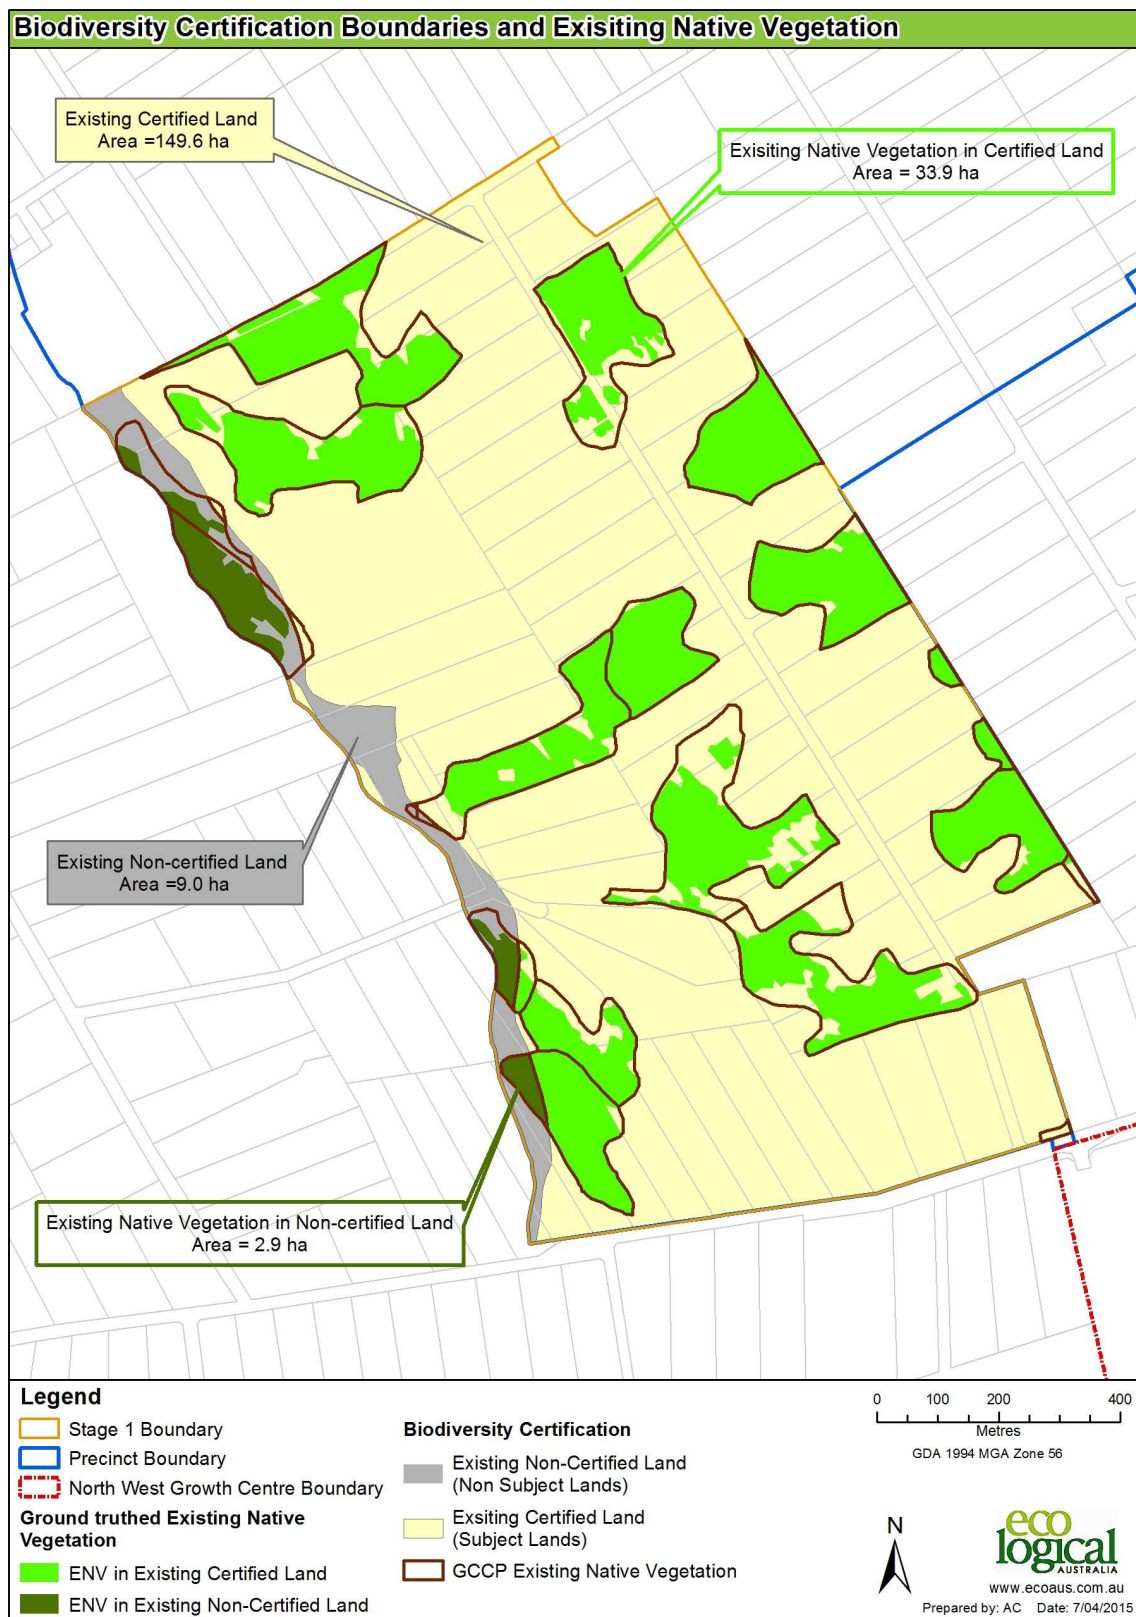 Biodiversity Certification Boundaries and Exisiting Native Vegetation
Existing Certified Land
Area =149.6 ha
Exisiting Native Vegetation in Certified Land
Area = 33.9 ha
Existing Non-certified Land
Area =9.0 ha
Existing Native Vegetation in Non-certified Land
Area = 2.9 ha
Legend
Stage 1 Boundary
Precinct Boundary
North West Growth Centre Boundary
Ground truthed Existing Native
Vegetation
ENV in Existing Certified Land
ENV in Existing Non-Certified Land
Biodiversity Certification
Existing Non-Certified Land
(Non Subject Lands)
Exsiting Certified Land
(Subject Lands)
GCCP Existing Native Vegetation
0 100 200 400
Metres
GDA 1994 MGA Zone 56
N
eco
logical
AUSTRALIA
www.ecoaus.com.au
Prepared by: AC Date: 7/04/2015